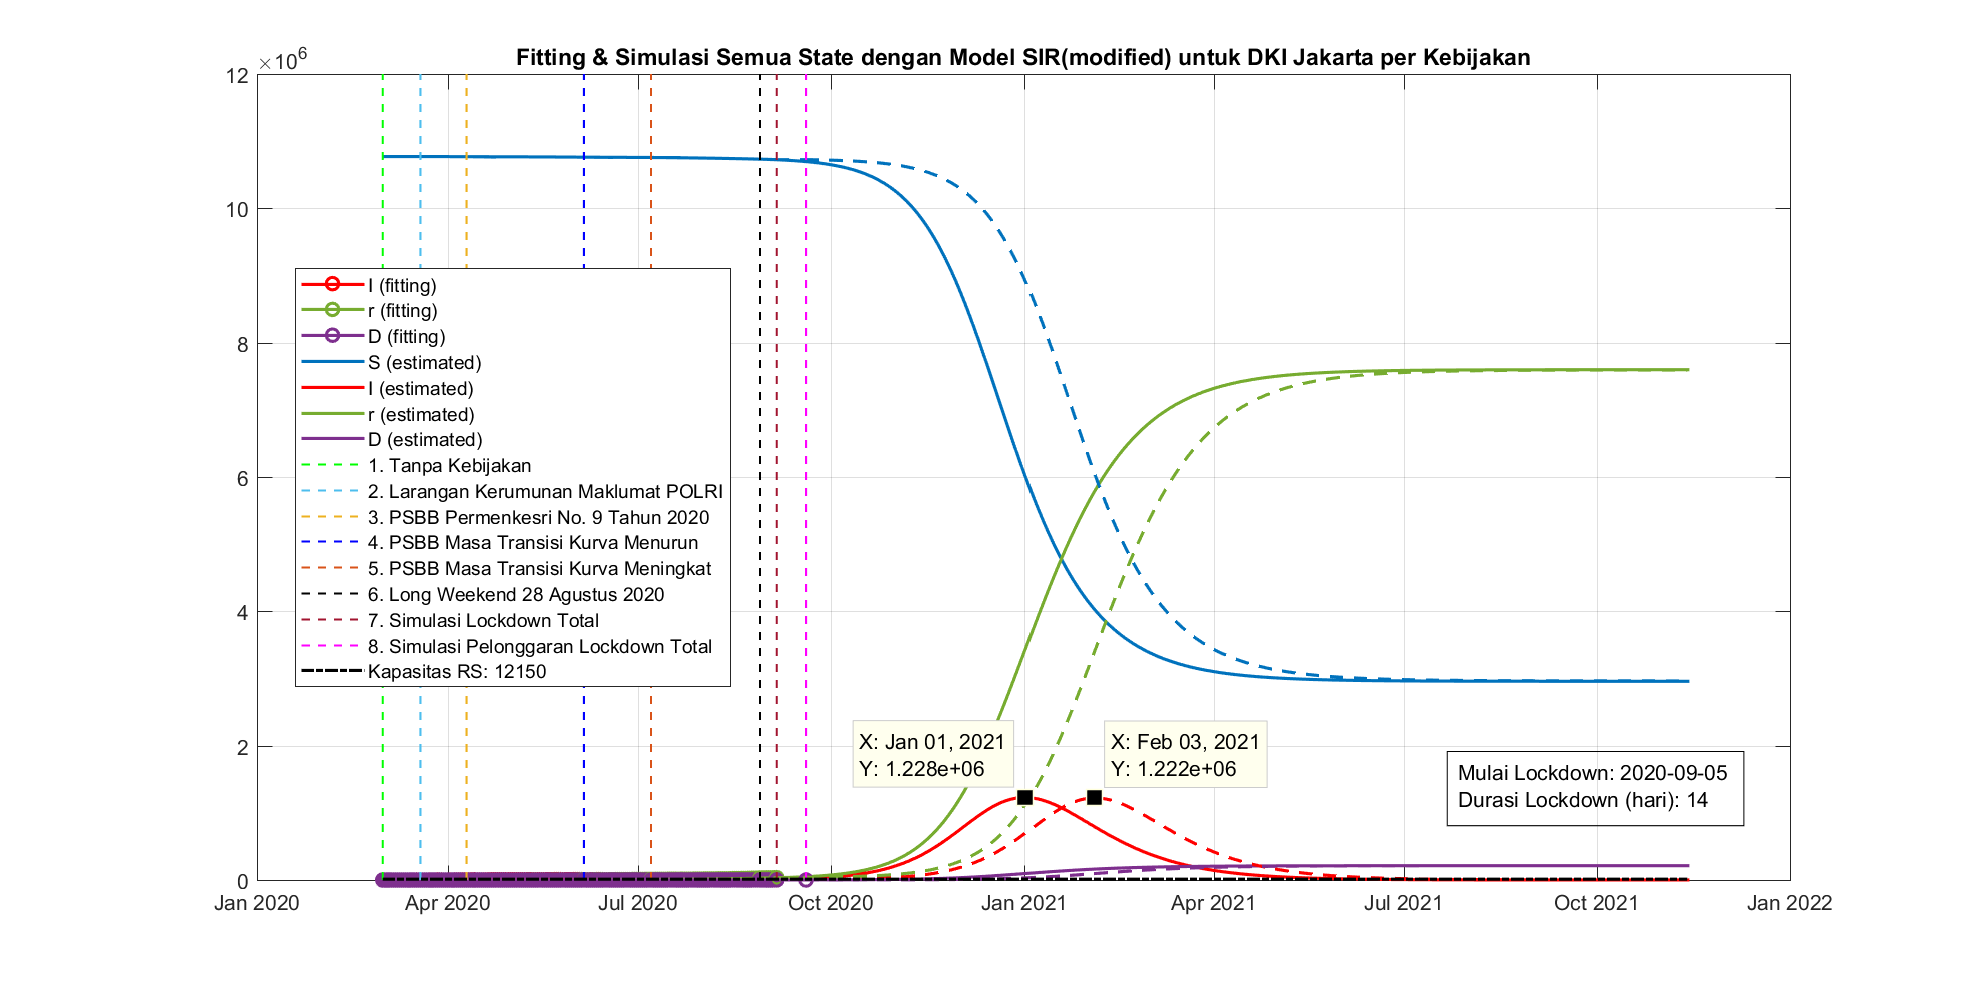 Fitting & Simulasi Semua State dengan Model SIR(modified) untuk DKI Jakarta per Kebijakan
×10^6
12
10
8
6
4
2
0
I (fitting)
r (fitting)
D (fitting)
S (estimated)
I (estimated)
r (estimated)
D (estimated)
1. Tanpa Kebijakan
2. Larangan Kerumunan Maklumat POLRI
3. PSBB Permenkesri No. 9 Tahun 2020
4. PSBB Masa Transisi Kurva Menurun
5. PSBB Masa Transisi Kurva Meningkat
6. Long Weekend 28 Agustus 2020
7. Simulasi Lockdown Total
8. Simulasi Pelonggaran Lockdown Total
Kapasitas RS: 12150
X: Jan 01, 2021
Y: 1.228e+06
X: Feb 03, 2021
Y: 1.222e+06
Mulai Lockdown: 2020-09-05
Durasi Lockdown (hari): 14
Jan 2020 Apr 2020 Jul 2020 Oct 2020 Jan 2021 Apr 2021 Jul 2021 Oct 2021 Jan 2022